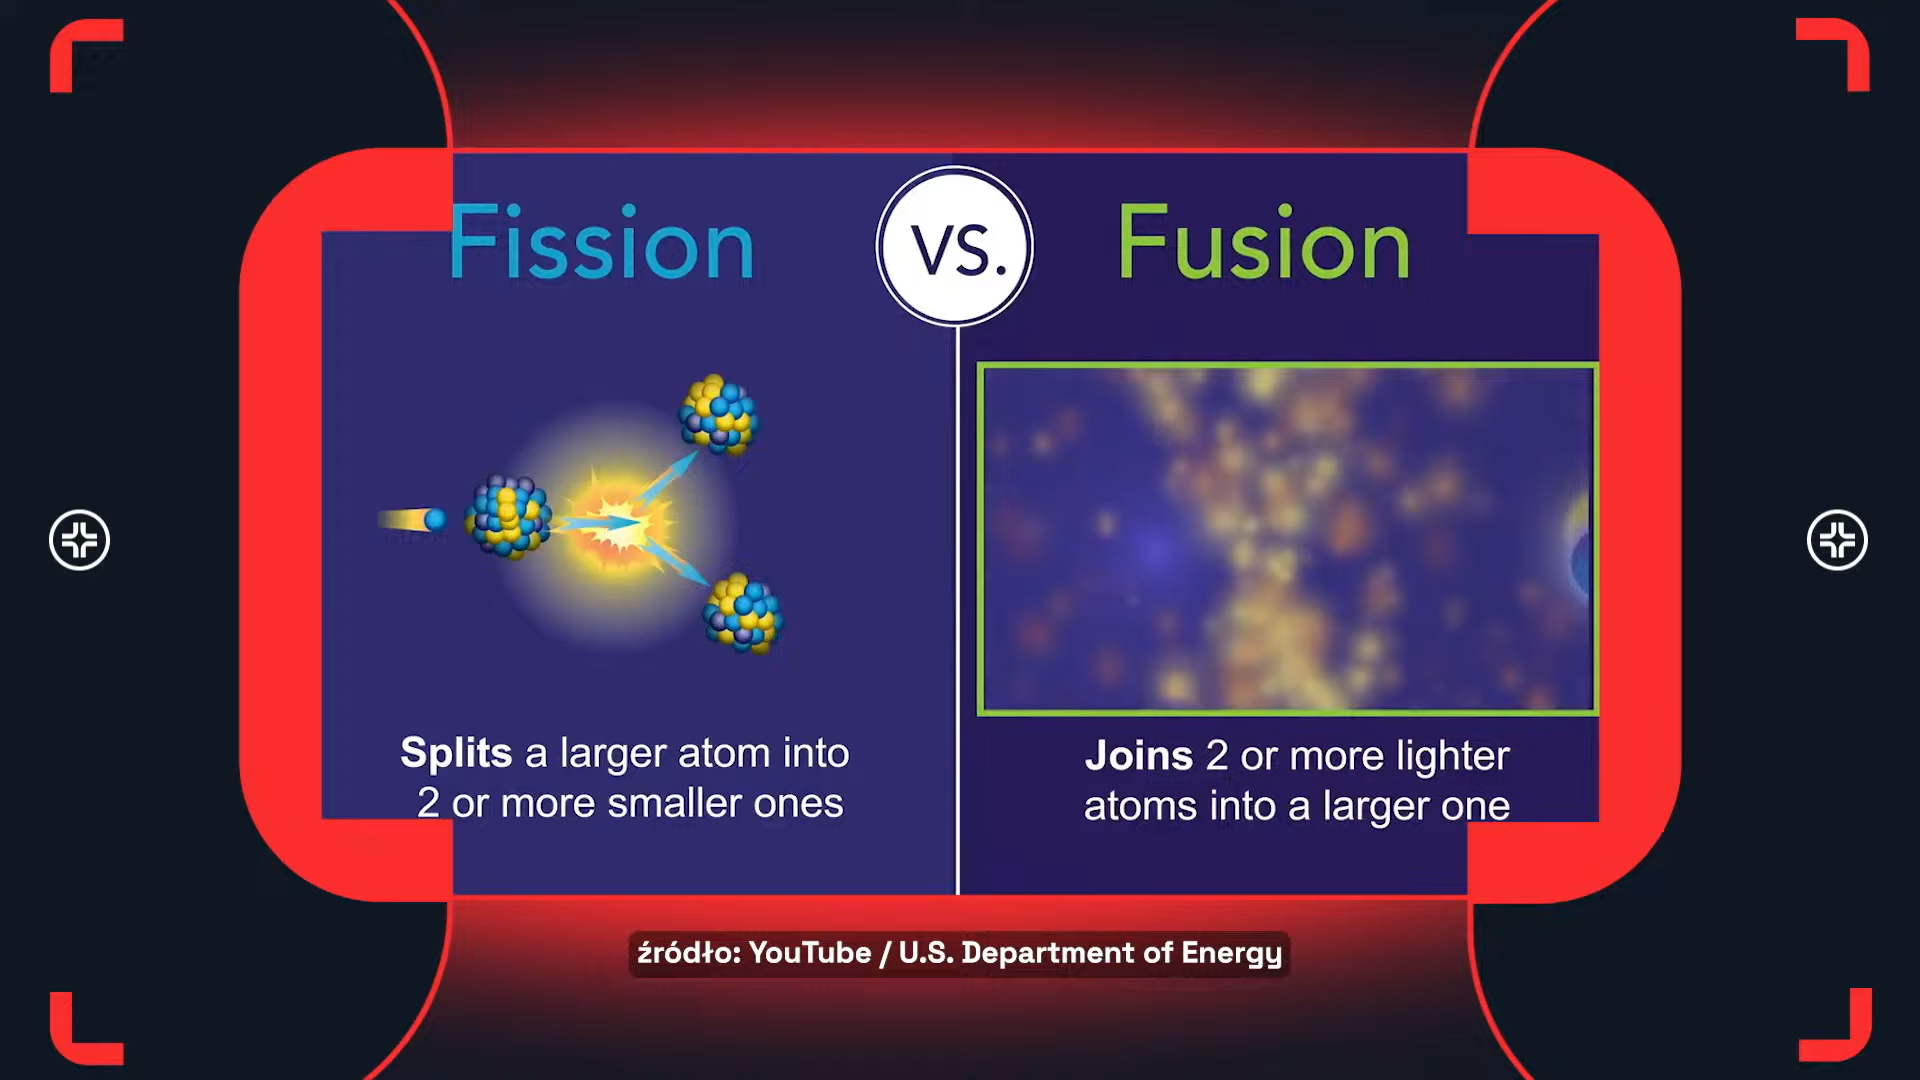 Fission
VS.
Fusion
Splits a larger atom into
2 or more smaller ones
Joins 2 or more lighter
atoms into a larger one
źródło: YouTube / U.S. Department of Energy